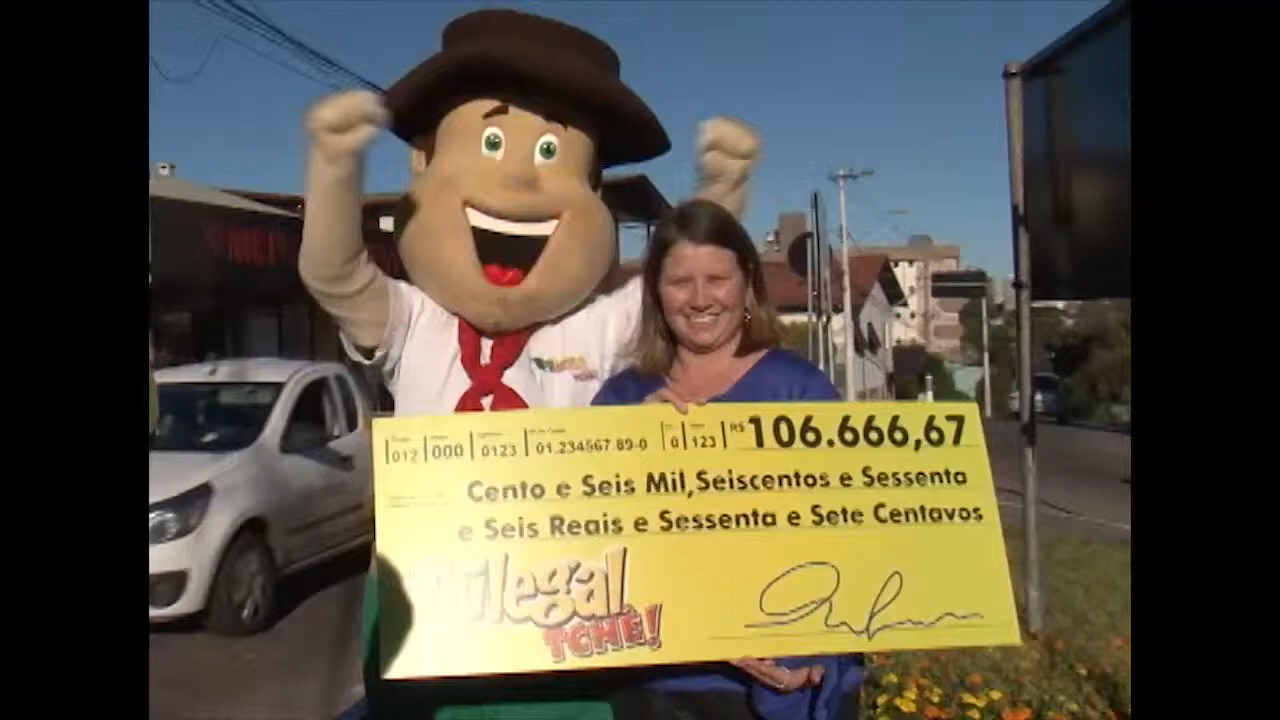 012 000 0123 01.234567.89-0 0 123 R$ 106.666,67
Cento e Seis Mil,Seiscentos e Sessenta
e Seis Reais e Sessenta e Sete Centavos
legal
TCHÊ!